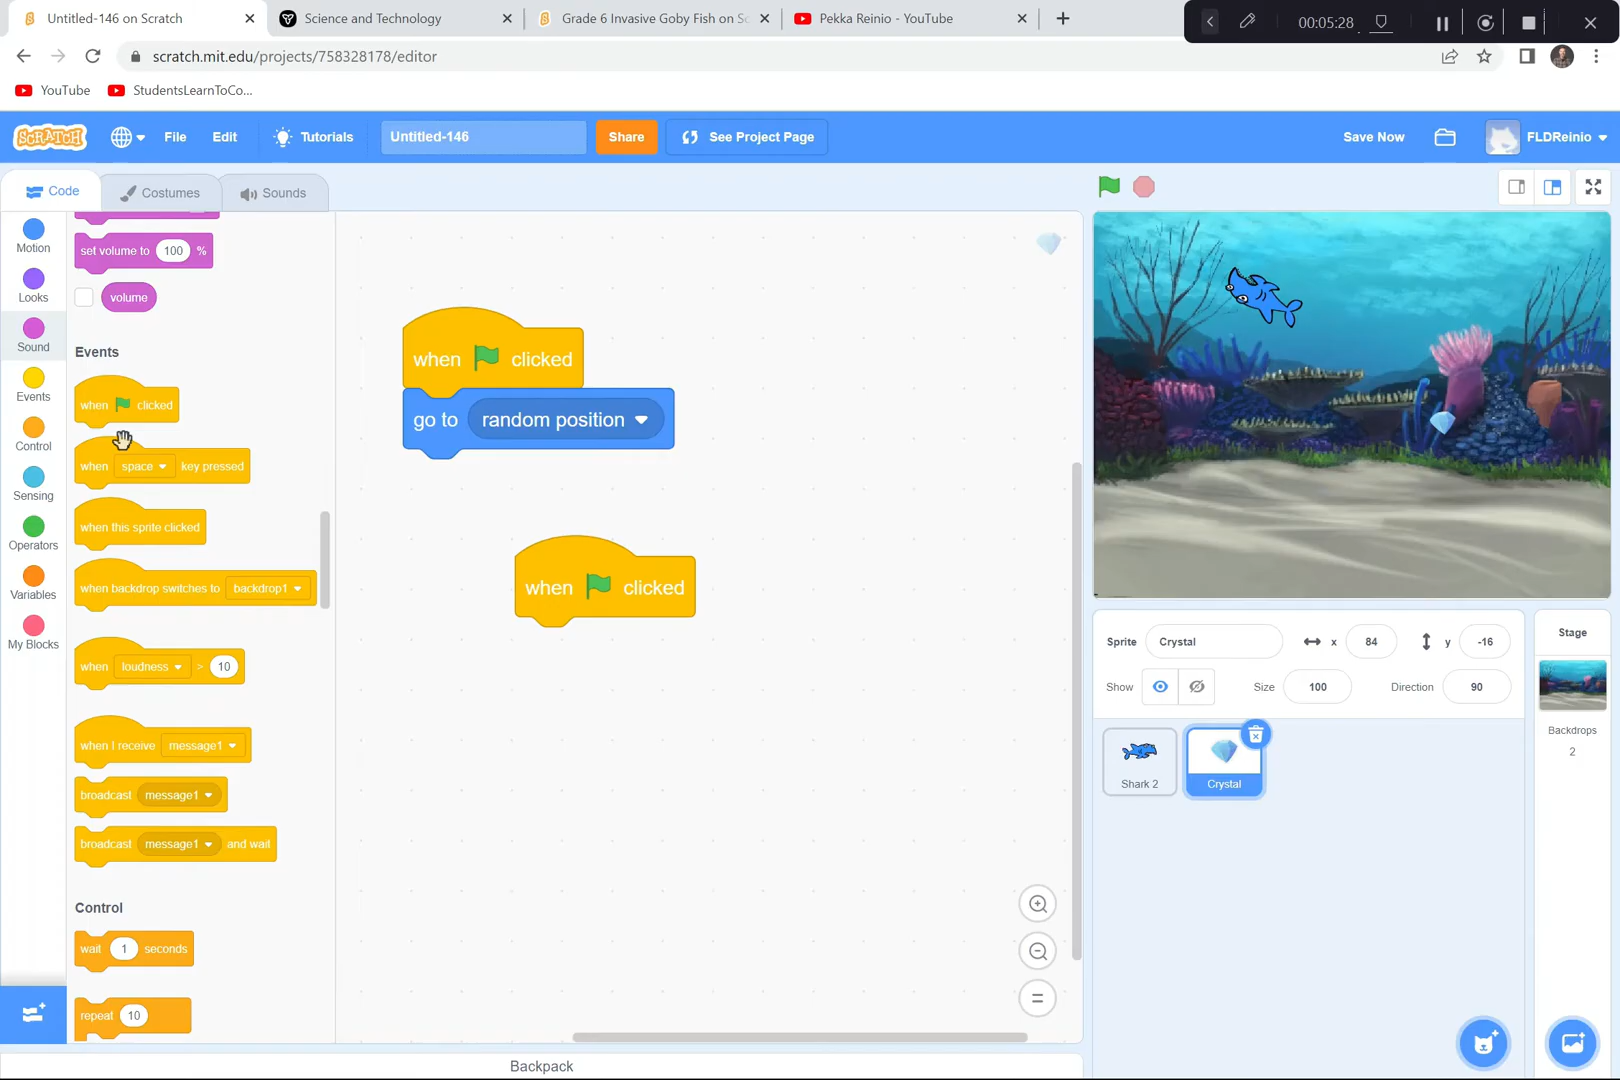 Untitled-146 on Scratch
Science and Technology
Grade 6 Invasive Goby Fish on Sc
Pekka Reinio - YouTube
00:05:28
scratch.mit.edu/projects/758328178/editor
YouTube
StudentsLearnToCo...
SCRATCH
File
Edit
Tutorials
Untitled-146
Share
See Project Page
Save Now
FLDReinio
Code
Costumes
Sounds
Motion
Looks
Sound
Events
Control
Sensing
Operators
Variables
My Blocks
set volume to 100 %
volume
Events
when clicked
when space key pressed
when this sprite clicked
when backdrop switches to backdrop1
when loudness > 10
when I receive message1
broadcast message1
broadcast message1 and wait
Control
wait 1 seconds
repeat 10
when clicked
go to random position
when clicked
Backpack
Sprite Crystal x 84 y -16
Show Size 100 Direction 90
Shark 2
Crystal
Stage
Backdrops
2